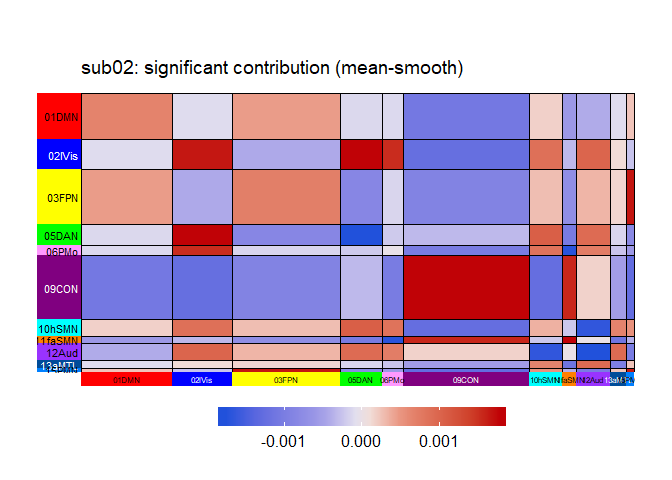 sub02: significant contribution (mean-smooth)
01DMN
02lVis
03FPN
05DAN
06PMo
09CON
10hSMN
1faSMN
12Aud
13aMTL
01DMN
02lVis
03FPN
05DAN
06PMo
09CON
10hSMN
12Aud
-0.001 0.000 0.001